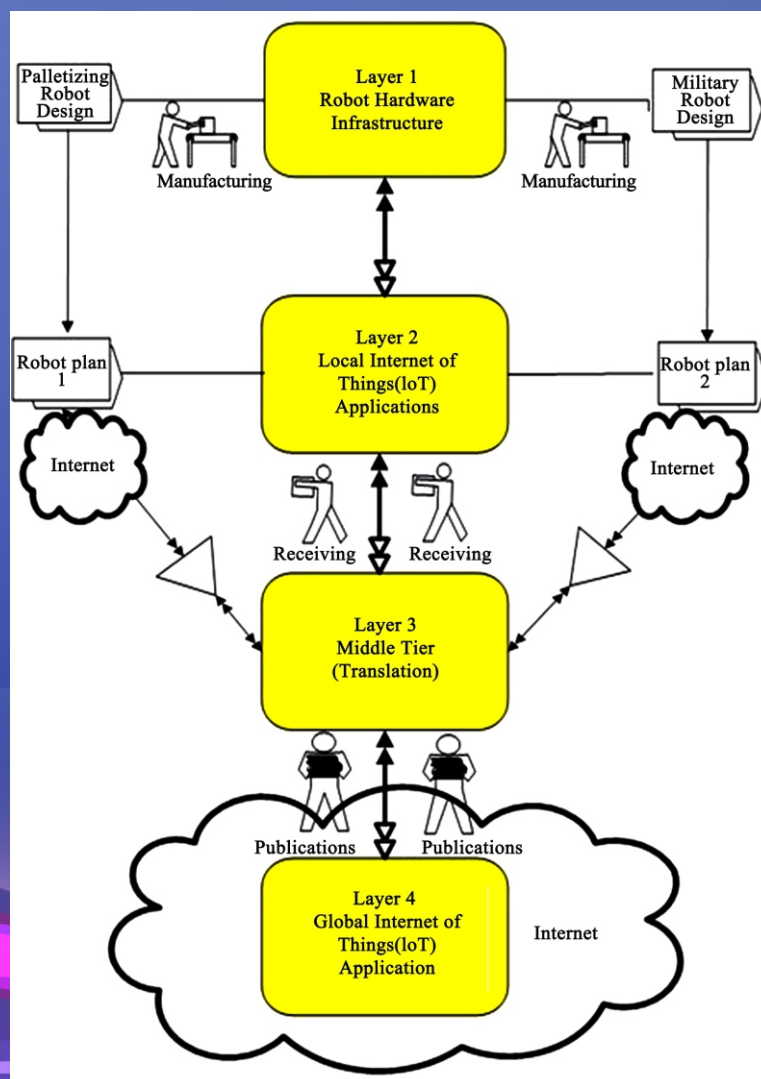 Palletizing
Robot
Design
Layer 1
Robot Hardware
Infrastructure
Military
Robot
Design
Manufacturing
Manufacturing
Robot plan
1
Layer 2
Local Internet of
Things(loT)
Applications
Robot plan
2
Internet
Internet
Receiving
Receiving
Layer 3
Middle Tier
(Translation)
Publications
Publications
Layer 4
Global Internet of
Things(loT)
Application
Internet